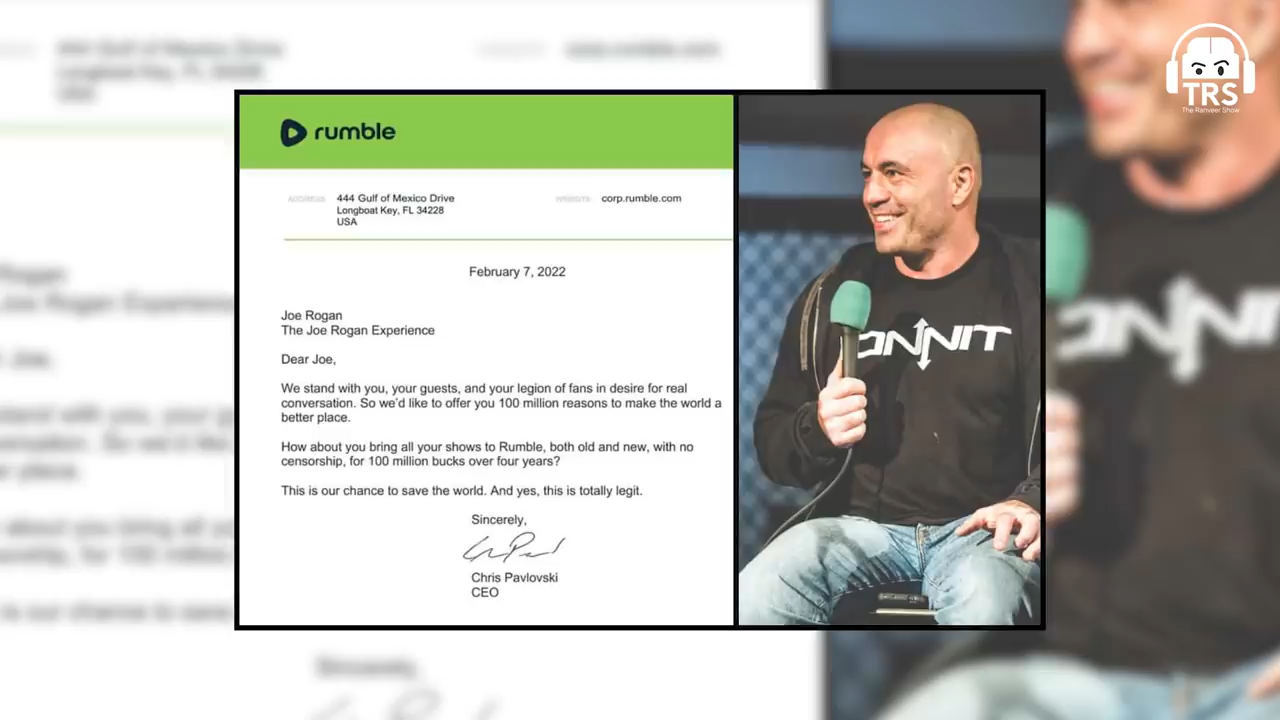 TRS
The Ranveer Show
rumble
ADDRESS 444 Gulf of Mexico Drive
Longboat Key, FL 34228
USA
WEBSITE corp.rumble.com
February 7, 2022
Joe Rogan
The Joe Rogan Experience
Dear Joe,
We stand with you, your guests, and your legion of fans in desire for real
conversation. So we'd like to offer you 100 million reasons to make the world a
better place.
How about you bring all your shows to Rumble, both old and new, with no
censorship, for 100 million bucks over four years?
This is our chance to save the world. And yes, this is totally legit.
Sincerely,
Chris Pavlovski
CEO
ONNIT